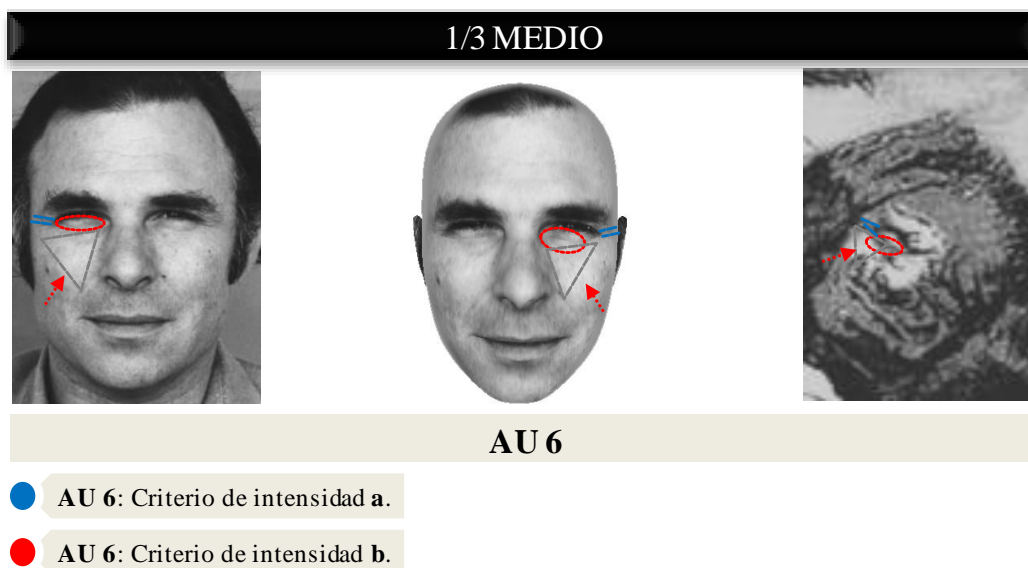 1/3 MEDIO
AU 6
AU 6: Criterio de intensidad a.
AU 6: Criterio de intensidad b.